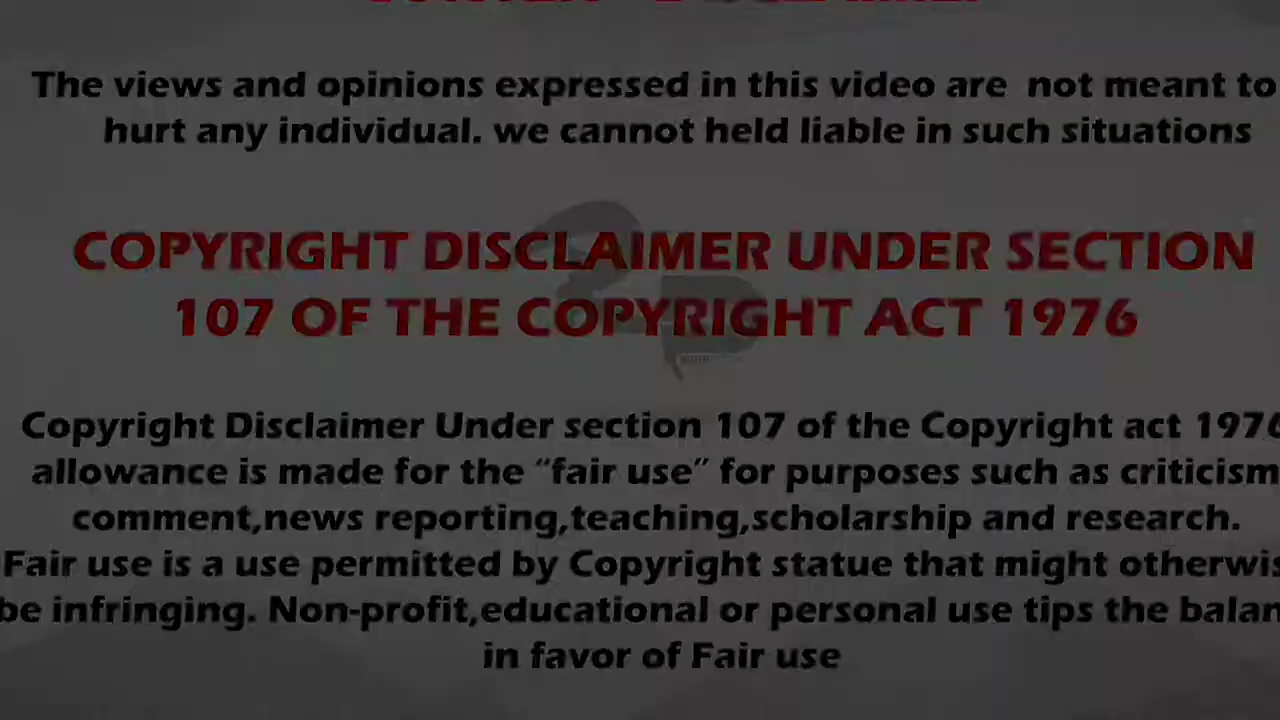 The views and opinions expressed in this video are not meant to
hurt any individual. we cannot held liable in such situations
COPYRIGHT DISCLAIMER UNDER SECTION
107 OF THE COPYRIGHT ACT 1976
Copyright Disclaimer Under section 107 of the Copyright act 1976
allowance is made for the “fair use” for purposes such as criticism
comment,news reporting,teaching,scholarship and research.
Fair use is a use permitted by Copyright statue that might otherwis
be infringing. Non-profit,educational or personal use tips the balan
in favor of Fair use